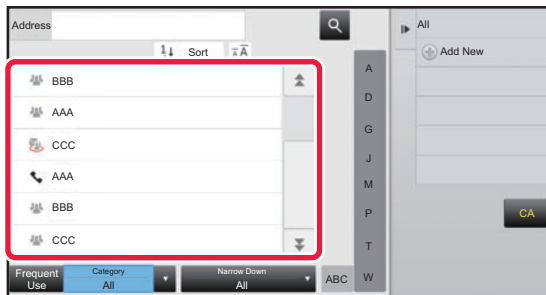 Address
All
Sort
Add New
BBB
AAA
CCC
AAA
BBB
CCC
A
D
G
J
M
P
T
W
CA
Frequent
Use
Category
All
Narrow Down
All
ABC